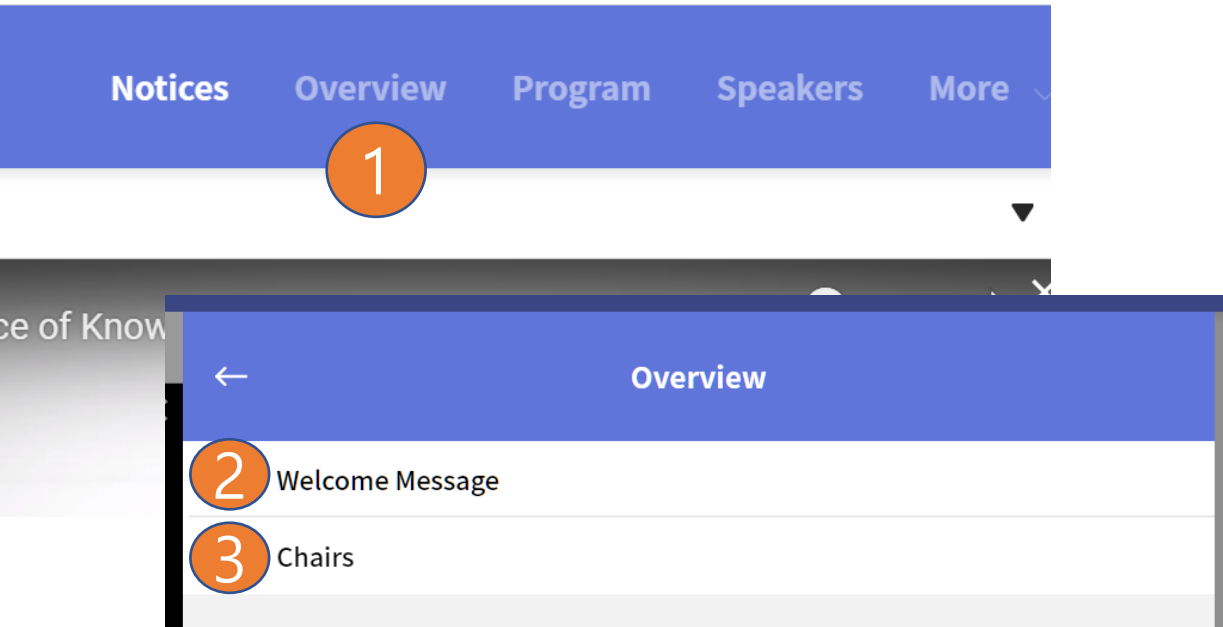 Notices Overview Program Speakers More
1
ce of Know
Overview
2 Welcome Message
3 Chairs